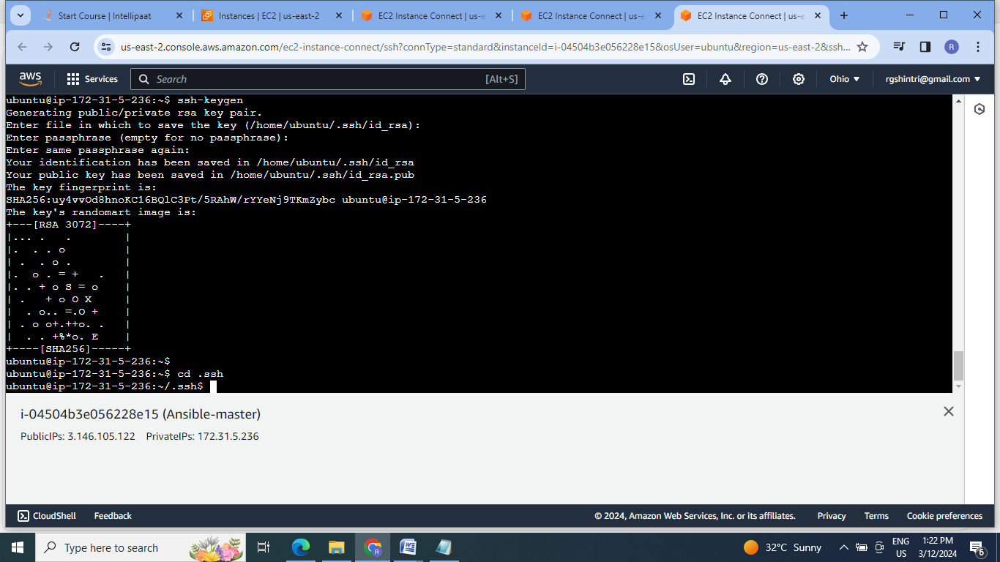 Start Course | Intellipaat
Instances | EC2 | us-east-2
EC2 Instance Connect | us-e
EC2 Instance Connect | us-e
EC2 Instance Connect | us-e
us-east-2.console.aws.amazon.com/ec2-instance-connect/ssh?connType=standard&instanceId=i-04504b3e056228e15&osUser=ubuntu&region=us-east-2&ssh...
R
aws
Services
Search
[Alt+S]
Ohio
rgshintri@gmail.com
ubuntu@ip-172-31-5-236:~$ ssh-keygen
Generating public/private rsa key pair.
Enter file in which to save the key (/home/ubuntu/.ssh/id_rsa):
Enter passphrase (empty for no passphrase):
Enter same passphrase again:
Your identification has been saved in /home/ubuntu/.ssh/id_rsa
Your public key has been saved in /home/ubuntu/.ssh/id_rsa.pub
The key fingerprint is:
SHA256:uy4vvOd8hnoKC16BQlC3Pt/5RAhW/rYYeNj9TKmZybc ubuntu@ip-172-31-5-236
The key's randomart image is:
+---[RSA 3072]----+
|... .   .        |
|.  . . o         |
| .  . o .        |
|.  o . = +   .   |
|. . + o S = o    |
| .   + o O X     |
|  . o.. =.O +    |
| . o o+.++o. .   |
|  . . +%*o. E    |
+----[SHA256]-----+
ubuntu@ip-172-31-5-236:~$
ubuntu@ip-172-31-5-236:~$ cd .ssh
ubuntu@ip-172-31-5-236:~/.ssh$
i-04504b3e056228e15 (Ansible-master)
PublicIPs: 3.146.105.122 PrivateIPs: 172.31.5.236
CloudShell
Feedback
© 2024, Amazon Web Services, Inc. or its affiliates.
Privacy
Terms
Cookie preferences
Type here to search
R
32°C Sunny
ENG
US
1:22 PM
3/12/2024
6